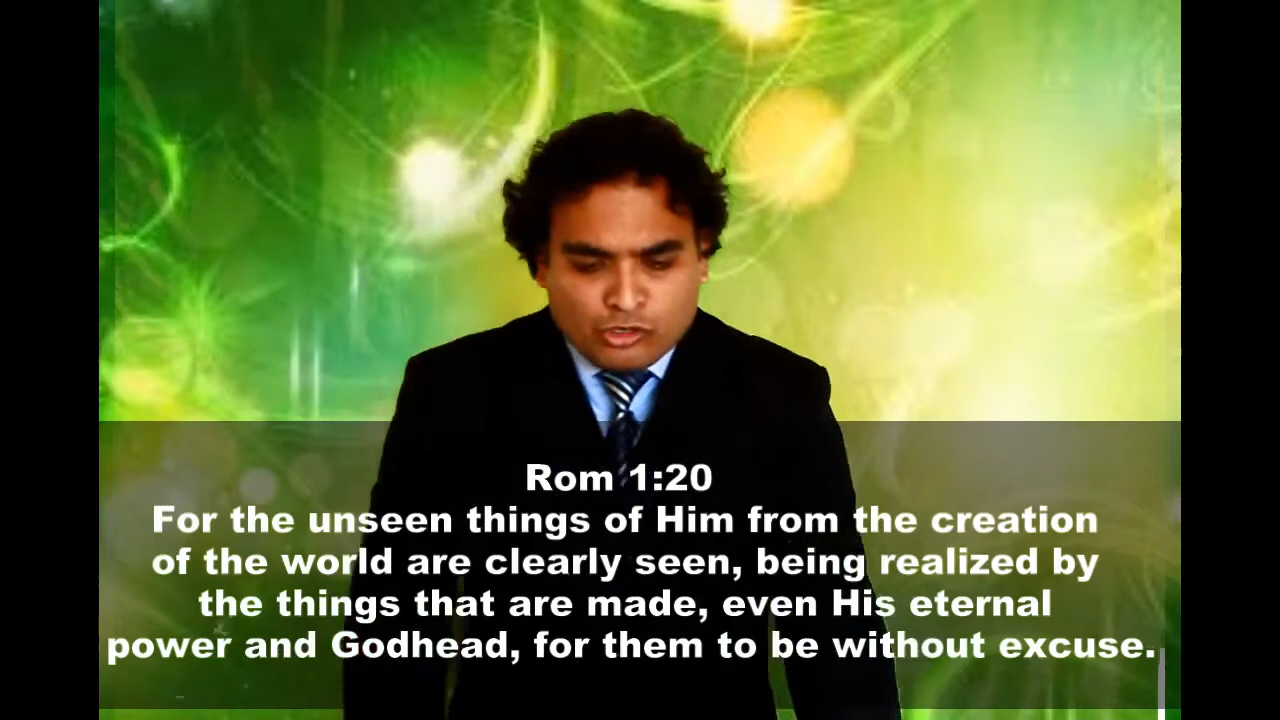 Rom 1:20
For the unseen things of Him from the creation
of the world are clearly seen, being realized by
the things that are made, even His eternal
power and Godhead, for them to be without excuse.